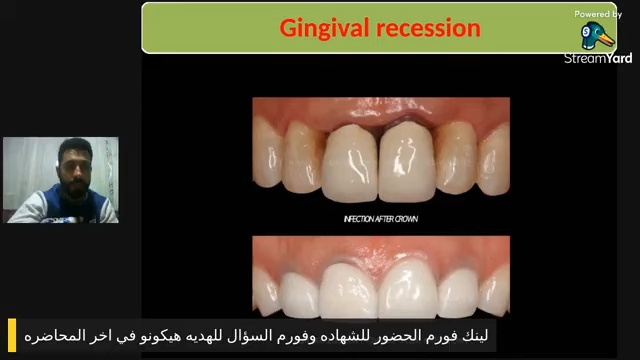 Gingival recession
Powered by
StreamYard
INFECTION AFTER CROWN
لينك فورم الحضور للشهاده وفورم السؤال للهديه هيكونو في اخر المحاضره